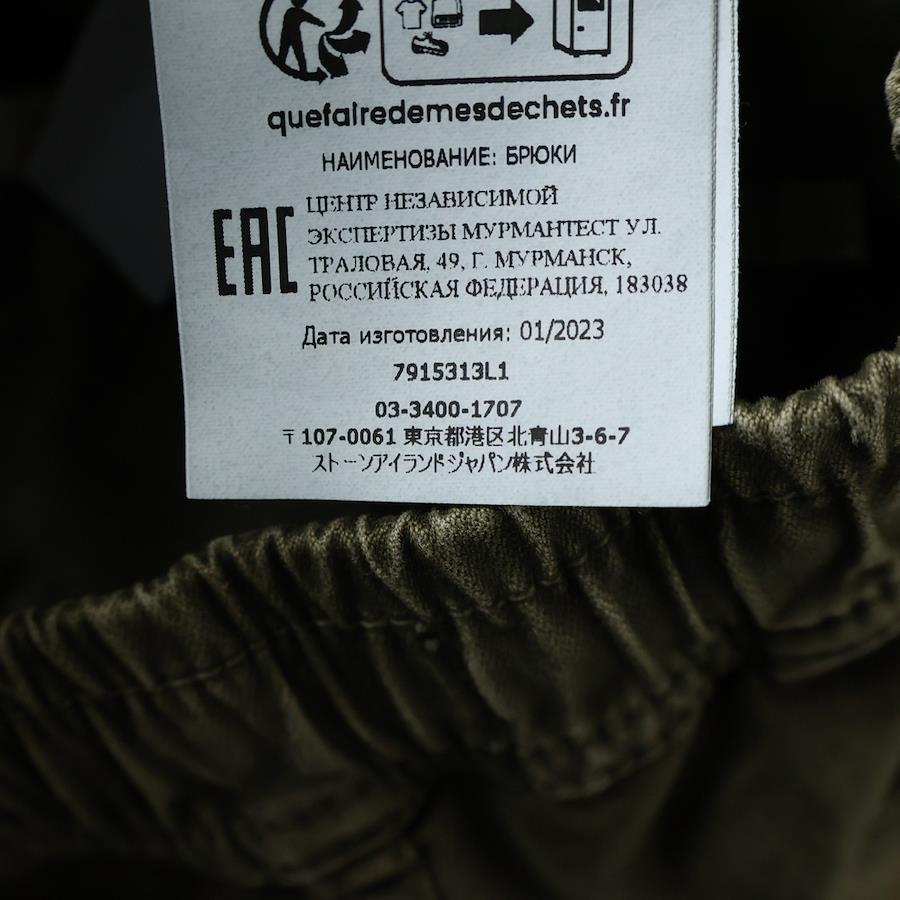 quefairedemesdechets.fr
НАИМЕНОВАНИЕ: БРЮКИ
EAC
ЦЕНТР НЕЗАВИСИМОЙ
ЭКСПЕРТИЗЫ МУРМАНТЕСТ УЛ.
ТРАЛОВАЯ, 49, Г. МУРМАНСК,
РОССИЙСКАЯ ФЕДЕРАЦИЯ, 183038
Дата изготовления: 01/2023
7915313L1
03-3400-1707
〒107-0061 東京都港区北青山3-6-7
ストーンアイランドジャパン株式会社